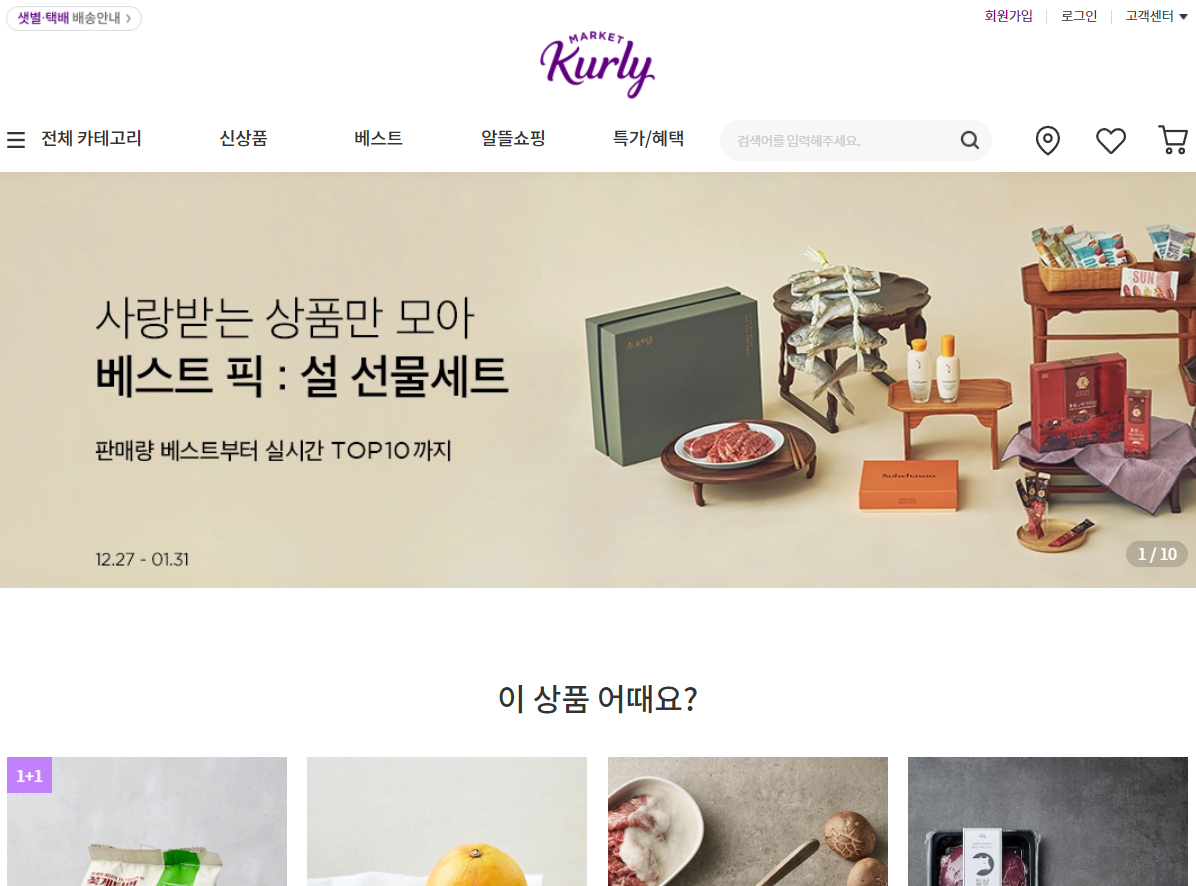 샛별·택배 배송안내 >
회원가입
로그인
고객센터
MARKET
Kurly
전체 카테고리
신상품
베스트
알뜰쇼핑
특가/혜택
검색어를 입력해주세요.
사랑받는 상품만 모아
베스트 픽 : 설 선물세트
판매량 베스트부터 실시간 TOP10까지
12.27 - 01.31
SUN
Sulwhasoo
1 / 10
이 상품 어때요?
1+1